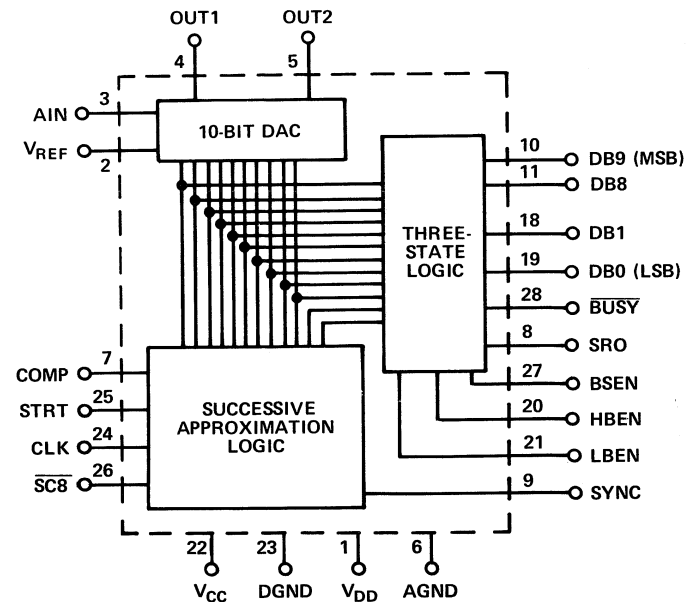 OUT1 OUT2
4 5
3
AIN
10-BIT DAC
VREF
2
10
DB9 (MSB)
11
DB8
18
DB1
THREE-
STATE
LOGIC
19
DB0 (LSB)
28
BUSY
8
SRO
7
COMP
27
BSEN
25
STRT
SUCCESSIVE
APPROXIMATION
LOGIC
20
HBEN
24
CLK
21
LBEN
26
SC8
9
SYNC
22 23 1 6
VCC DGND VDD AGND